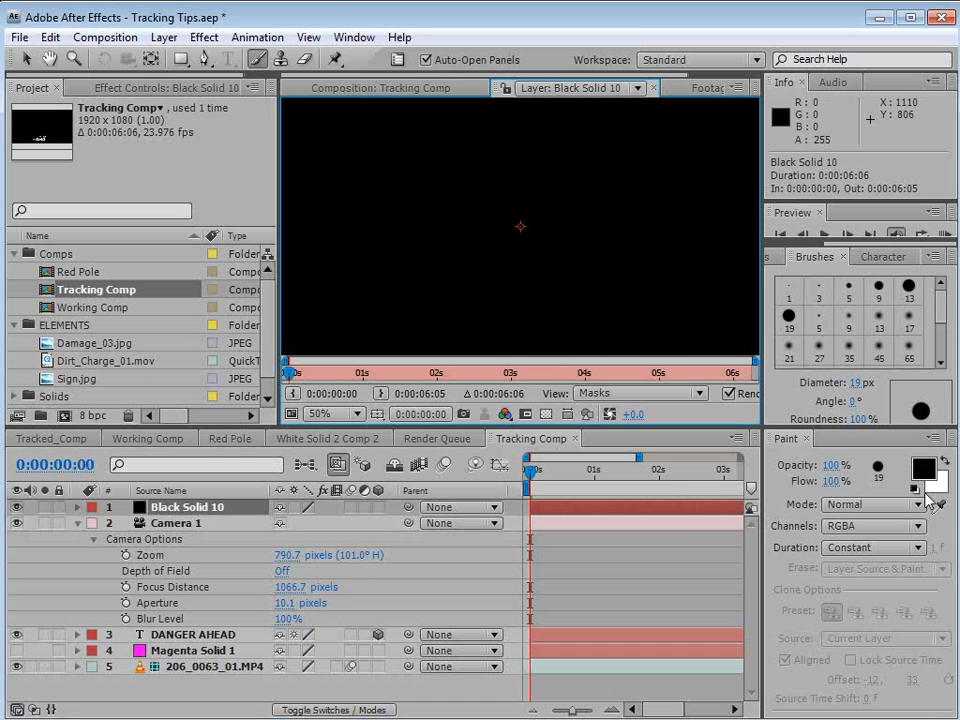 Adobe After Effects - Tracking Tips.aep *
File Edit Composition Layer Effect Animation View Window Help
Auto-Open Panels Workspace: Standard Search Help
Project × Effect Controls: Black Solid 10 Composition: Tracking Comp Layer: Black Solid 10 × Footag Info × Audio
Tracking Comp▾, used 1 time
1920 x 1080 (1.00)
Δ 0:00:06:06, 23.976 fps
R: 0
G: 0
B: 0
A: 255
X: 1110
Y: 806
Black Solid 10
Duration: 0:00:06:06
In: 0:00:00:00, Out: 0:00:06:05
Preview ×
Name Type
Comps Folder
Red Pole Compo
Tracking Comp Compo
Working Comp Compo
ELEMENTS Folder
Damage_03.jpg JPEG
Dirt_Charge_01.mov QuickT
Sign.jpg JPEG
Solids Folder
8 bpc
s Brushes × Character
1 3 5 9 13
19 5 9 13 17
21 27 35 45 65
Diameter: 19 px
Angle: 0°
Roundness: 100 %
0s 01s 02s 03s 04s 05s 06s
0:00:00:00 0:00:06:05 Δ 0:00:06:06 View: Masks Rend
50% 0:00:00:00 +0.0
Tracked_Comp Working Comp Red Pole White Solid 2 Comp 2 Render Queue Tracking Comp ×
0:00:00:00
0s 01s 02s 03s
# Source Name Parent
1 Black Solid 10 None
2 Camera 1 None
Camera Options
Zoom 790.7 pixels (101.0° H)
Depth of Field Off
Focus Distance 1066.7 pixels
Aperture 10.1 pixels
Blur Level 100%
3 T DANGER AHEAD None
4 Magenta Solid 1 None
5 206_0063_01.MP4 None
Toggle Switches / Modes
Paint ×
Opacity: 100 %
Flow: 100 %
19
Mode: Normal
Channels: RGBA
Duration: Constant 1 f
Erase: Layer Source & Paint
Clone Options
Preset:
Source: Current Layer
Aligned Lock Source Time
Offset: -12, 33
Source Time Shift: 0 f